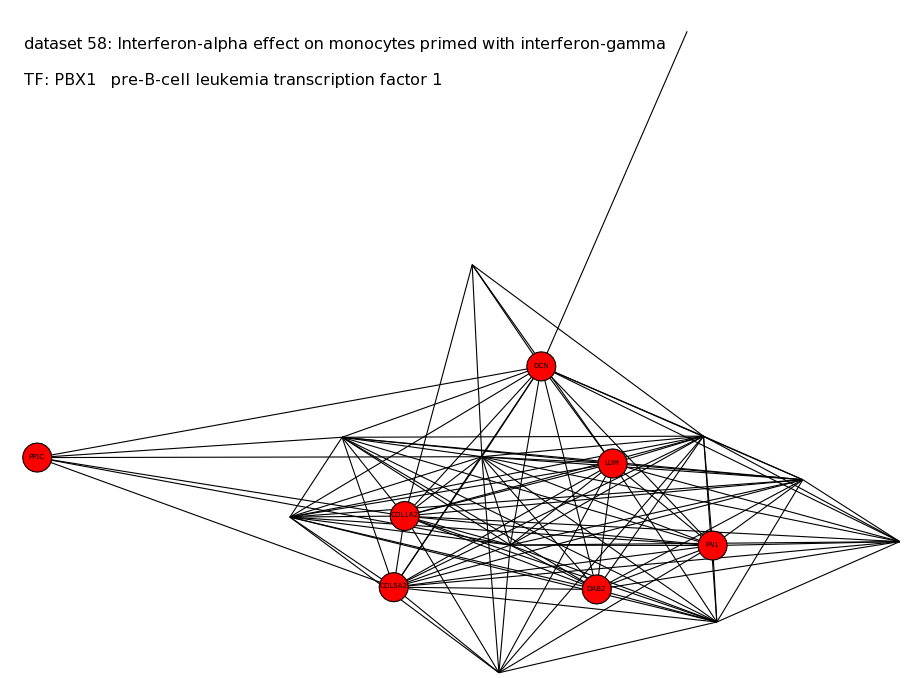 dataset 58: Interferon-alpha effect on monocytes primed with interferon-gamma
TF: PBX1 pre-B-cell leukemia transcription factor 1
DCN
PPIC
LUM
COL1A2
FN1
COL5A2
DAB2